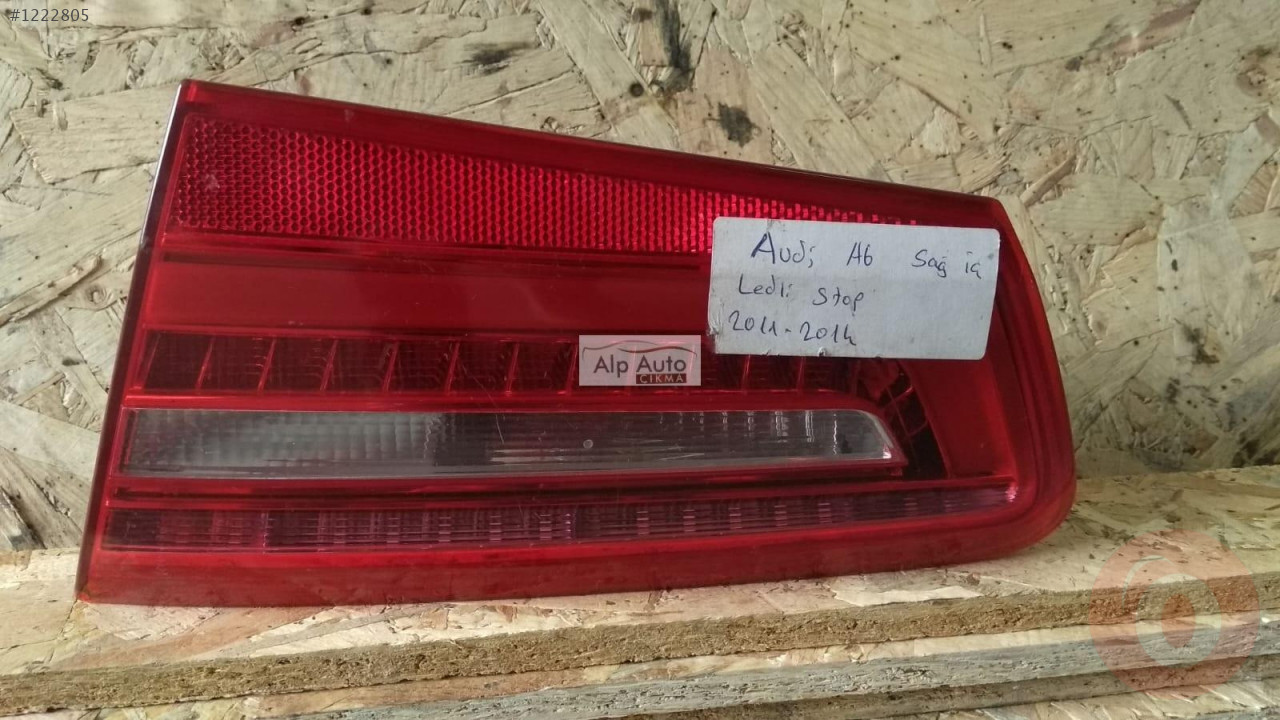 #1222805
Audi A6 Sağ iç
Ledli Stop
2011-2014
Alp Auto
ÇIKMA